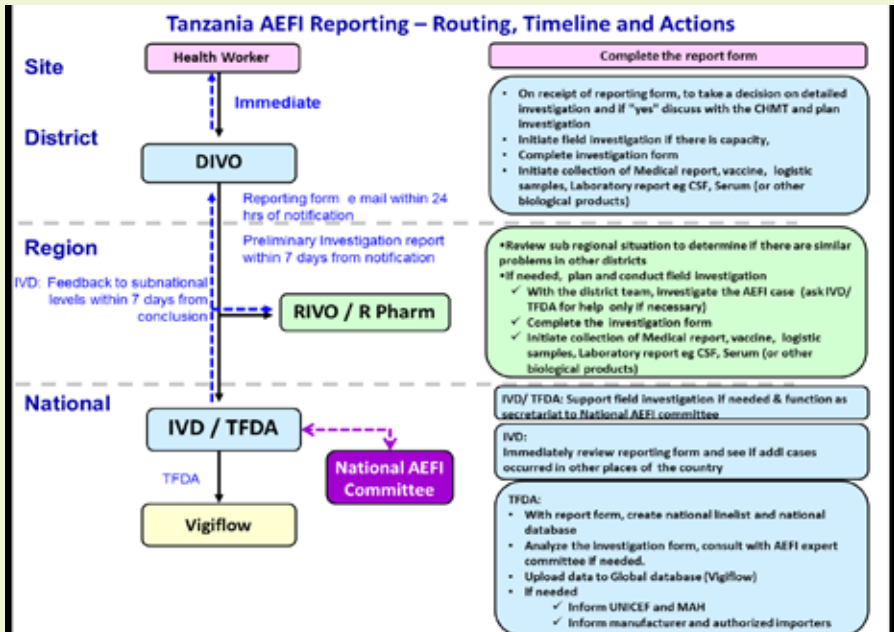 Tanzania AEFI Reporting – Routing, Timeline and Actions
Site
Health Worker
Complete the report form
Immediate
District
DIVO
• On receipt of reporting form, to take a decision on detailed
investigation and if "yes" discuss with the CHMT and plan
Investigation
• Initiate field investigation if there is capacity,
• Complete investigation form
• Initiate collection of Medical report, vaccine, logistic
samples, Laboratory report eg CSF, Serum (or other
biological products)
Reporting form e mail within 24
hrs of notification
Preliminary Investigation report
within 7 days from notification
Region
IVD: Feedback to subnational
levels within 7 days from
conclusion
RIVO / R Pharm
•Review sub regional situation to determine if there are similar
problems in other districts
•If needed, plan and conduct field investigation
✓ With the district team, investigate the AEFI case (ask IVD/
TFDA for help only if necessary)
✓ Complete the investigation form
✓ Initiate collection of Medical report, vaccine, logistic
samples, Laboratory report eg CSF, Serum (or other
biological products)
National
IVD / TFDA
National AEFI
Committee
TFDA
Vigiflow
IVD/ TFDA: Support field investigation if needed & function as
secretariat to National AEFI committee
IVD:
Immediately review reporting form and see if addl cases
occurred in other places of the country
TFDA:
• With report form, create national linelist and national
database
• Analyze the investigation form, consult with AEFI expert
committee if needed.
• Upload data to Global database (Vigiflow)
• If needed
✓ Inform UNICEF and MAH
✓ Inform manufacturer and authorized importers